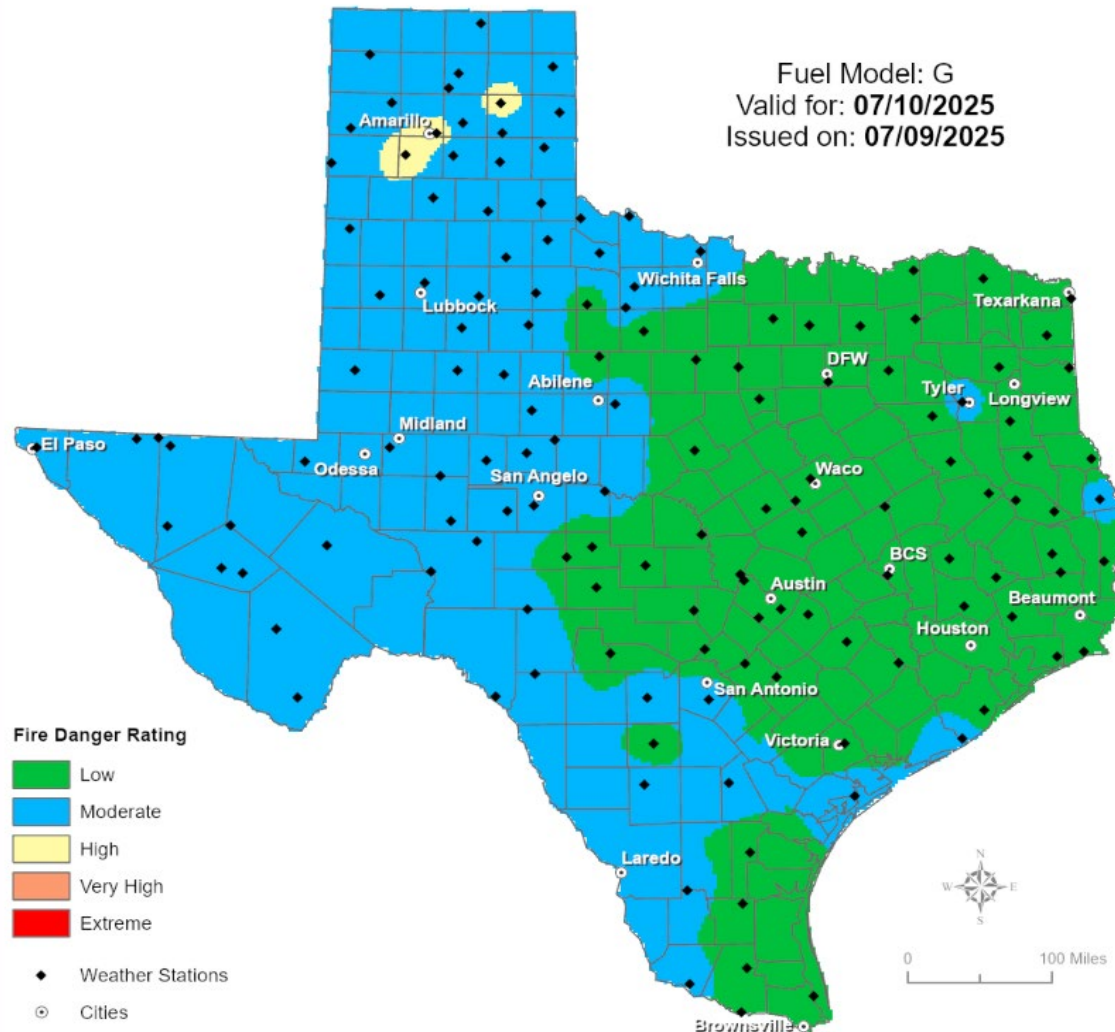 Fuel Model: G
Valid for: 07/10/2025
Issued on: 07/09/2025
Amarillo
Wichita Falls
Lubbock
Texarkana
DFW
Abilene
Tyler
Longview
Midland
El Paso
Odessa
San Angelo
Waco
BCS
Austin
Beaumont
Houston
San Antonio
Victoria
Laredo
Brownsville
Fire Danger Rating
Low
Moderate
High
Very High
Extreme
Weather Stations
Cities
N
W E
S
0 100 Miles